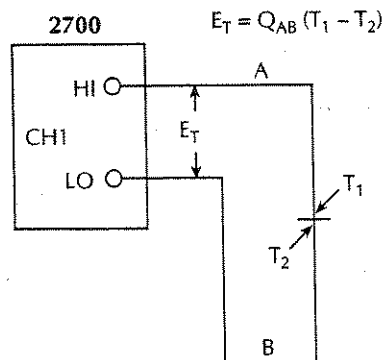 2700
E_T = Q_AB (T_1 – T_2)
HI
A
CH1
E_T
LO
T_1
T_2
B